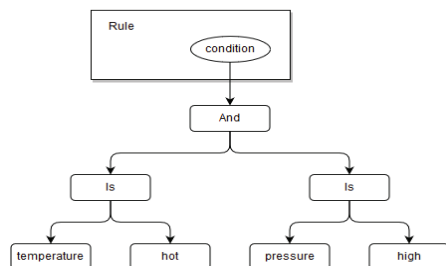 Rule
condition
And
Is
Is
temperature
hot
pressure
high